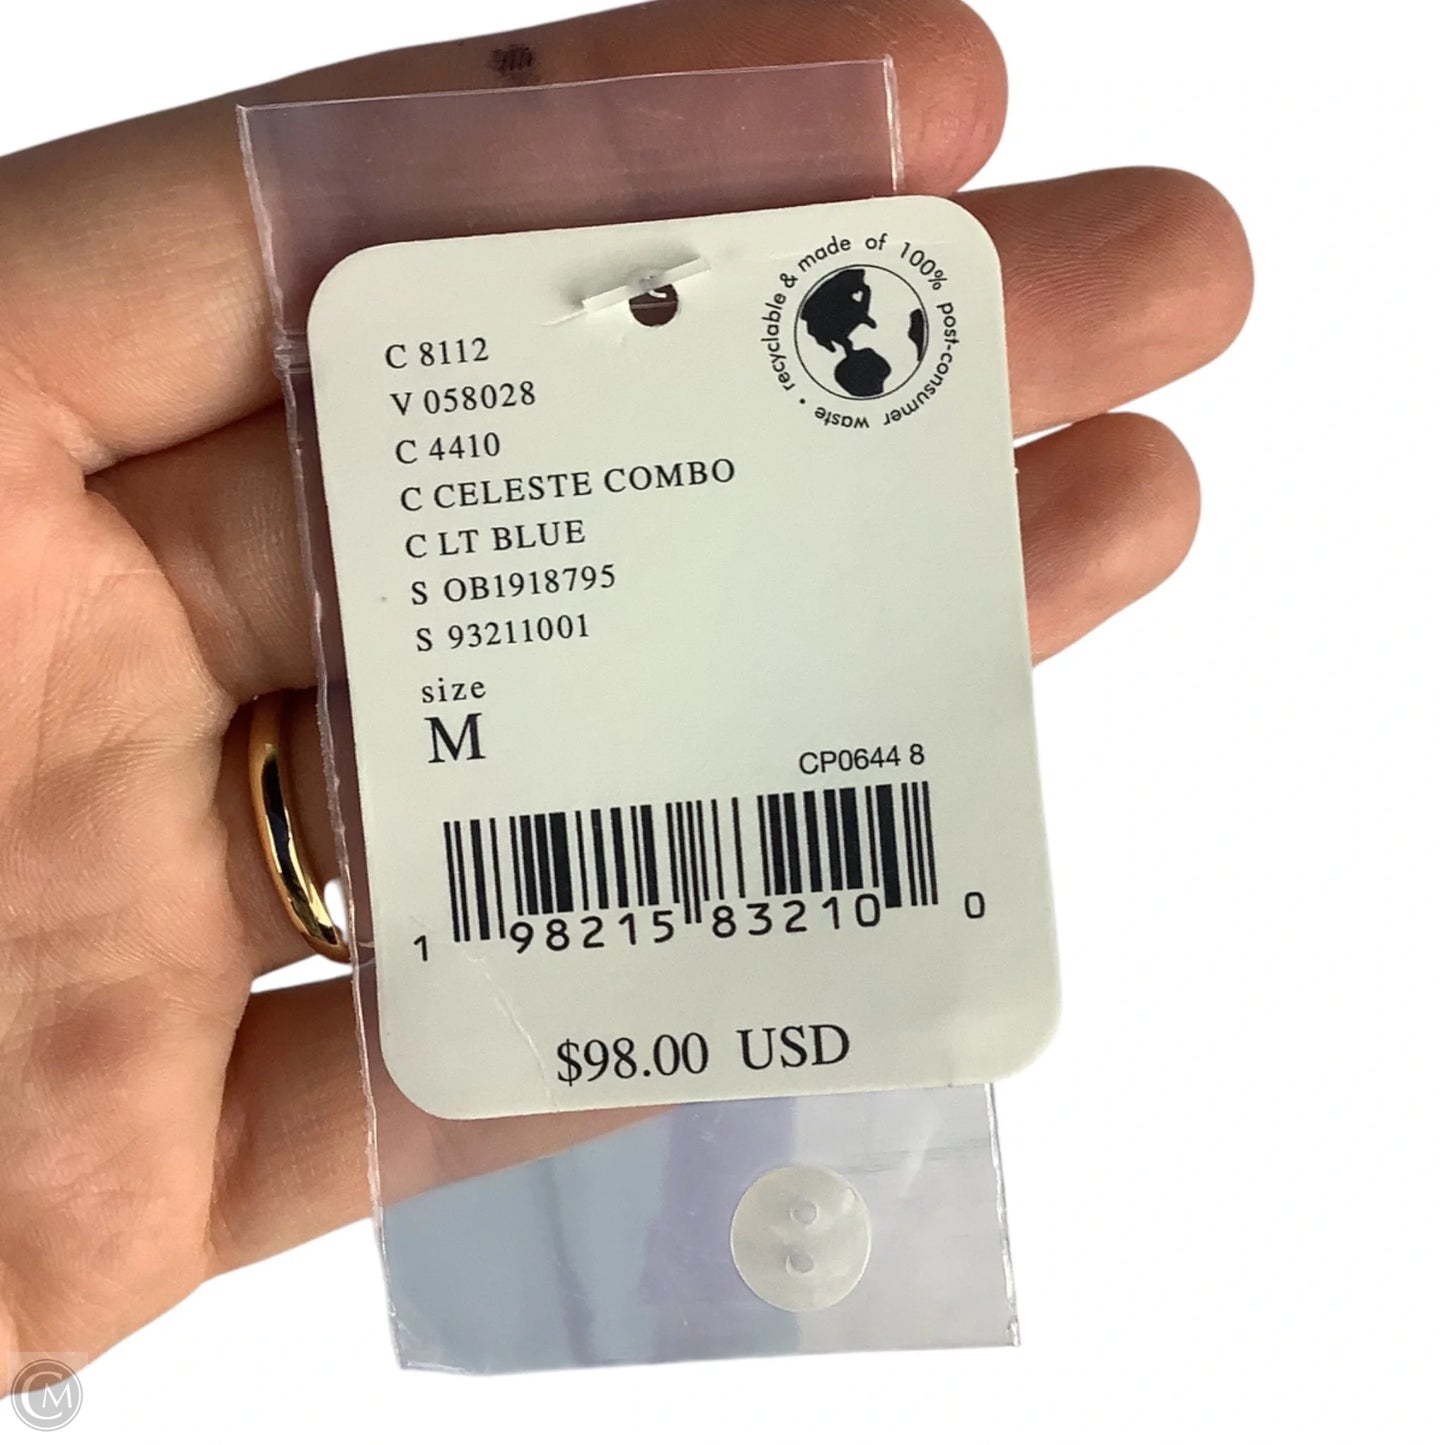 recyclable & made of 100% post-consumer waste •
C 8112
V 058028
C 4410
C CELESTE COMBO
C LT BLUE
S OB1918795
S 93211001
size
M
CP0644 8
1 98215 83210 0
$98.00 USD
CM